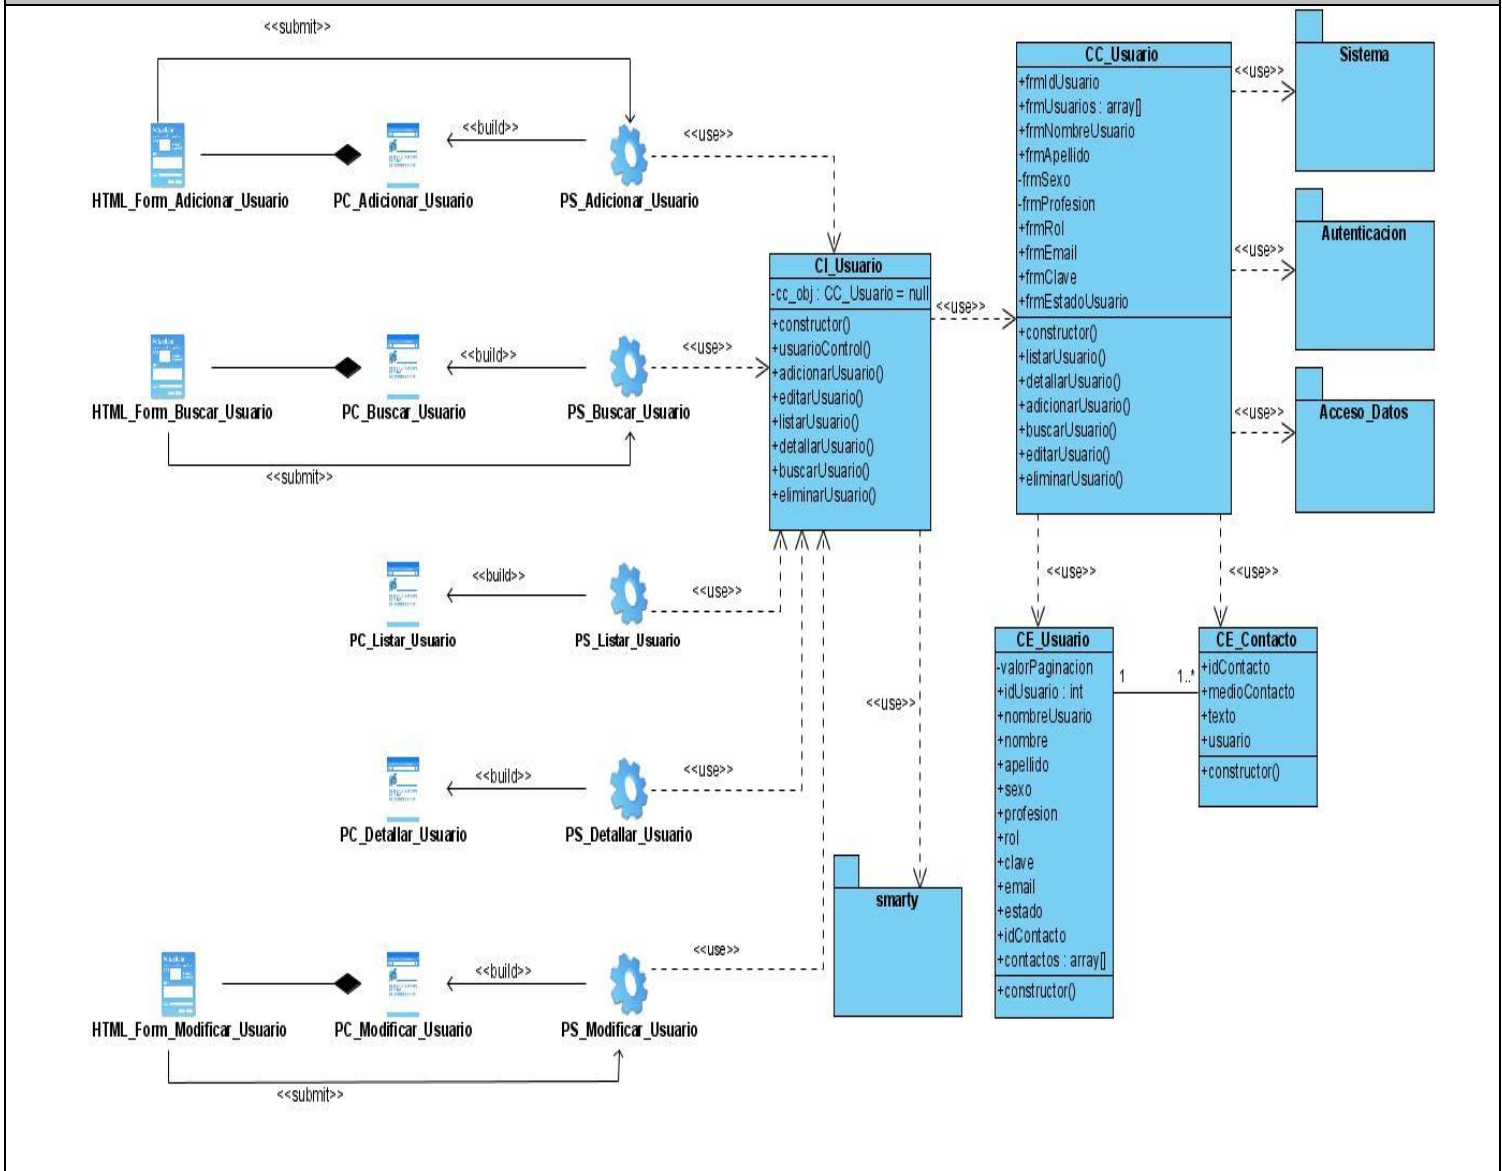 <<submit>>
HTML_Form_Adicionar_Usuario
PC_Adicionar_Usuario
<<build>>
PS_Adicionar_Usuario
<<use>>
HTML_Form_Buscar_Usuario
PC_Buscar_Usuario
<<build>>
PS_Buscar_Usuario
<<use>>
<<submit>>
PC_Listar_Usuario
<<build>>
PS_Listar_Usuario
<<use>>
PC_Detallar_Usuario
<<build>>
PS_Detallar_Usuario
<<use>>
HTML_Form_Modificar_Usuario
PC_Modificar_Usuario
<<build>>
PS_Modificar_Usuario
<<use>>
<<submit>>
CI_Usuario
-cc_obj : CC_Usuario = null
+constructor()
+usuarioControl()
+adicionarUsuario()
+editarUsuario()
+listarUsuario()
+detallarUsuario()
+buscarUsuario()
+eliminarUsuario()
<<use>>
<<use>>
smarty
CC_Usuario
+frmIdUsuario
+frmUsuarios : array[]
+frmNombreUsuario
+frmApellido
-frmSexo
-frmProfesion
+frmRol
+frmEmail
+frmClave
+frmEstadoUsuario
+constructor()
+listarUsuario()
+detallarUsuario()
+adicionarUsuario()
+buscarUsuario()
+editarUsuario()
+eliminarUsuario()
<<use>>
Sistema
<<use>>
Autenticacion
<<use>>
Acceso_Datos
<<use>>
<<use>>
CE_Usuario
-valorPaginacion
+idUsuario : int
+nombreUsuario
+nombre
+apellido
+sexo
+profesion
+rol
+clave
+email
+estado
+idContacto
+contactos : array[]
+constructor()
1
1..*
CE_Contacto
+idContacto
+medioContacto
+texto
+usuario
+constructor()